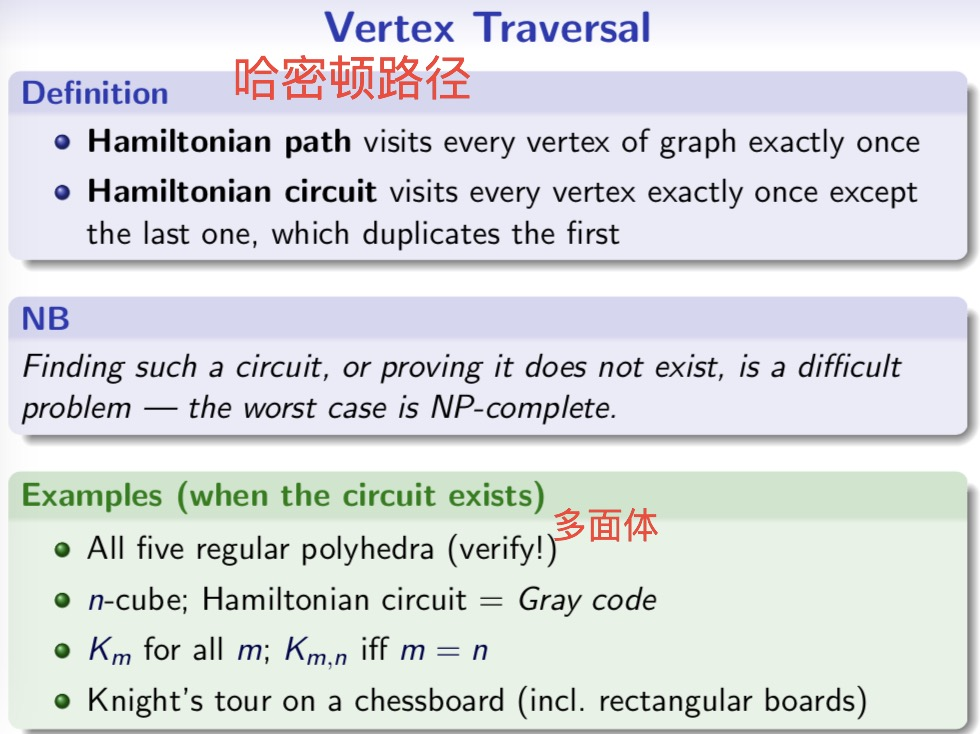 Vertex Traversal
哈密顿路径
Definition
Hamiltonian path visits every vertex of graph exactly once
Hamiltonian circuit visits every vertex exactly once except
the last one, which duplicates the first
NB
Finding such a circuit, or proving it does not exist, is a difficult
problem — the worst case is NP-complete.
Examples (when the circuit exists)
多面体
All five regular polyhedra (verify!)
n-cube; Hamiltonian circuit = Gray code
Km for all m; Km,n iff m = n
Knight's tour on a chessboard (incl. rectangular boards)